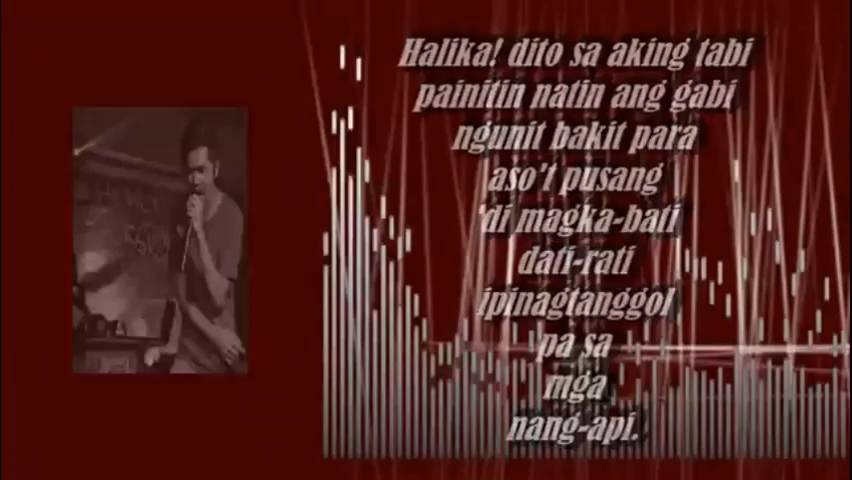 Halika! dito sa aking tabi
painitin natin ang gabi
ngunit bakit para
aso't pusang
'di magka-bati
dati-rati
ipinagtanggol
pa sa
mga
nang-api.